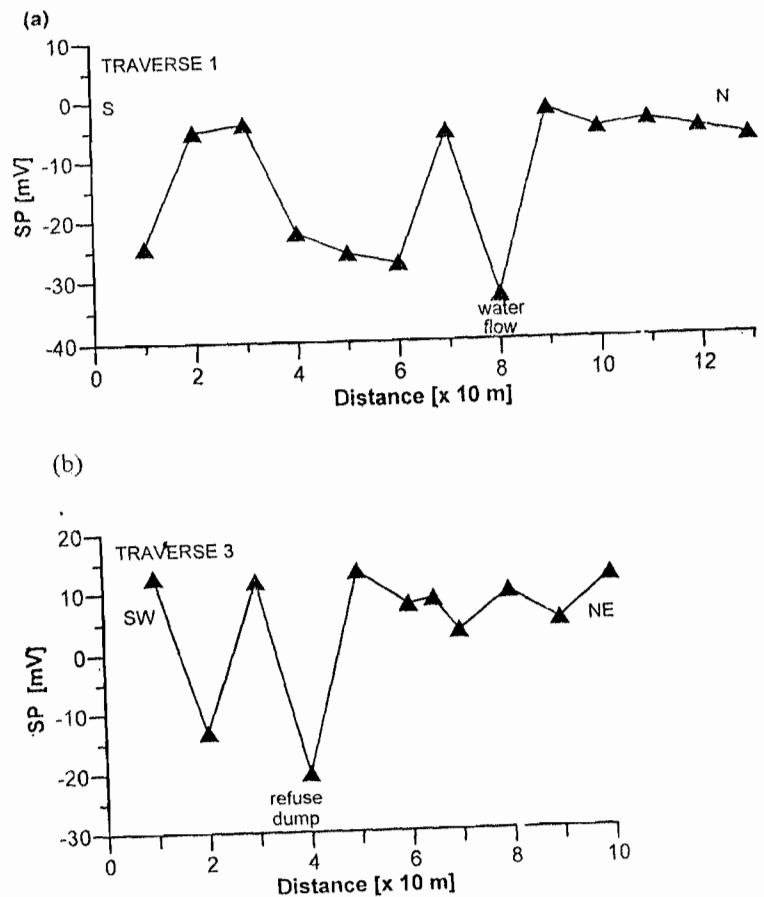 (a)
10
TRAVERSE 1
0
S
N
-10
SP [mV]
-20
-30
water
flow
-40
0
2
4
6
8
10
12
Distance [x 10 m]
(b)
20
TRAVERSE 3
10
SW
NE
0
SP [mV]
-10
-20
refuse
dump
-30
0
2
4
6
8
10
Distance [x 10 m]